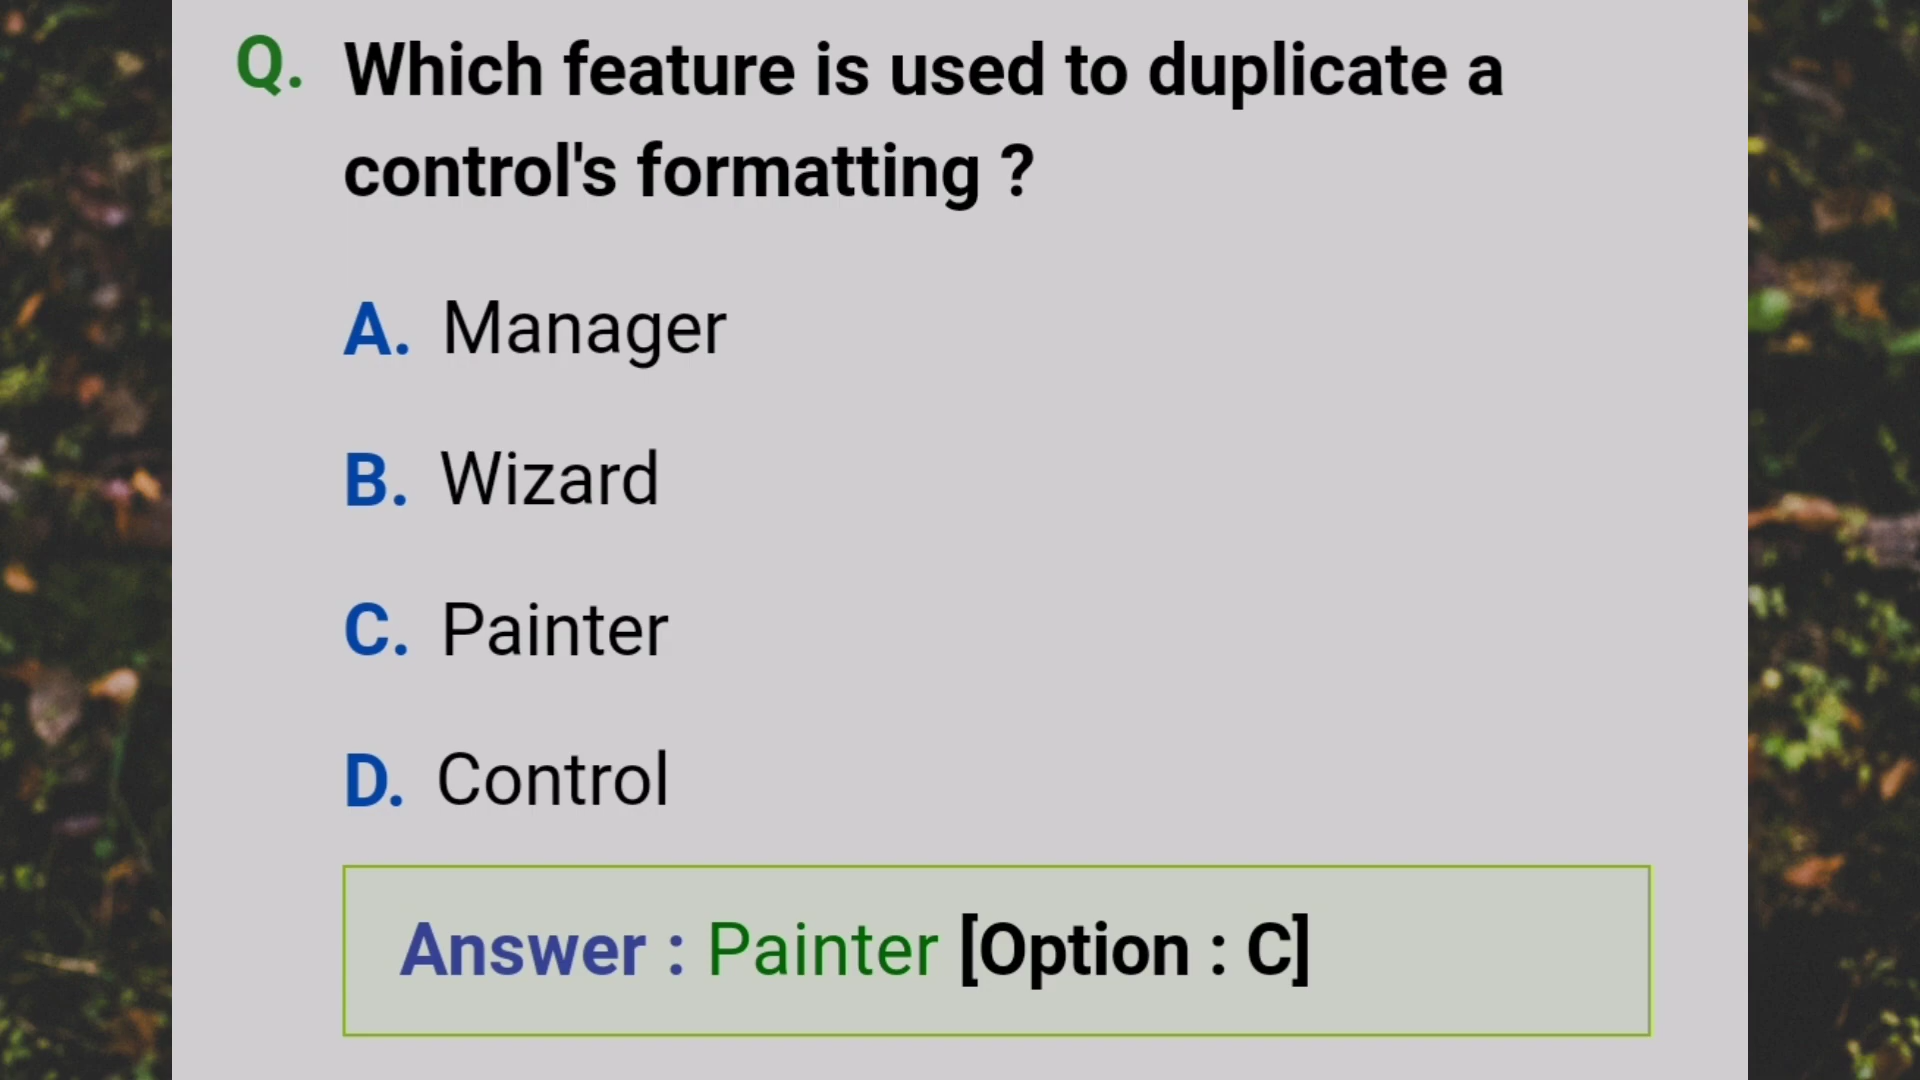 Q. Which feature is used to duplicate a
control's formatting ?
A. Manager
B. Wizard
C. Painter
D. Control
Answer : Painter [Option : C]